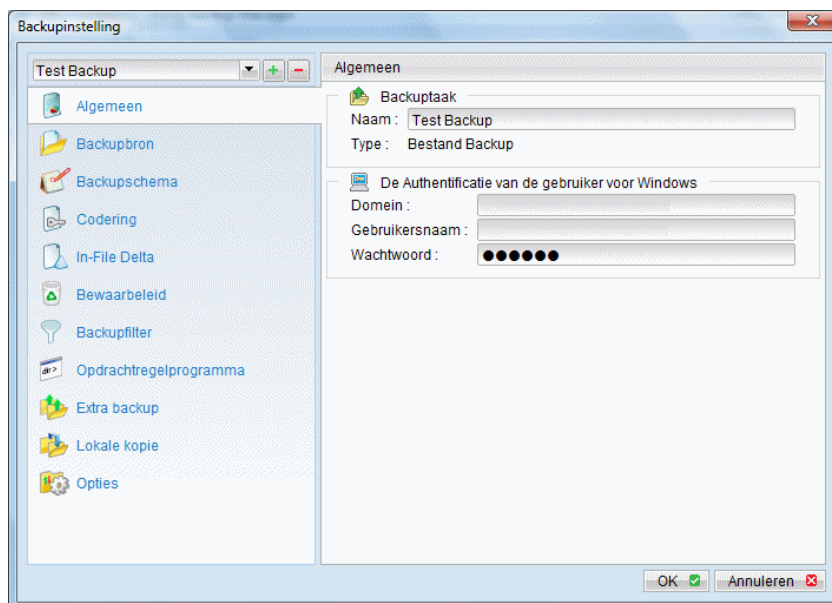 Backupinstelling
Test Backup
Algemeen
Backupbron
Backupschema
Codering
In-File Delta
Bewaarbeleid
Backupfilter
Opdrachtregelprogramma
Extra backup
Lokale kopie
Opties
Algemeen
Backuptaak
Naam : Test Backup
Type : Bestand Backup
De Authentificatie van de gebruiker voor Windows
Domein :
Gebruikersnaam :
Wachtwoord : ●●●●●●
OK
Annuleren